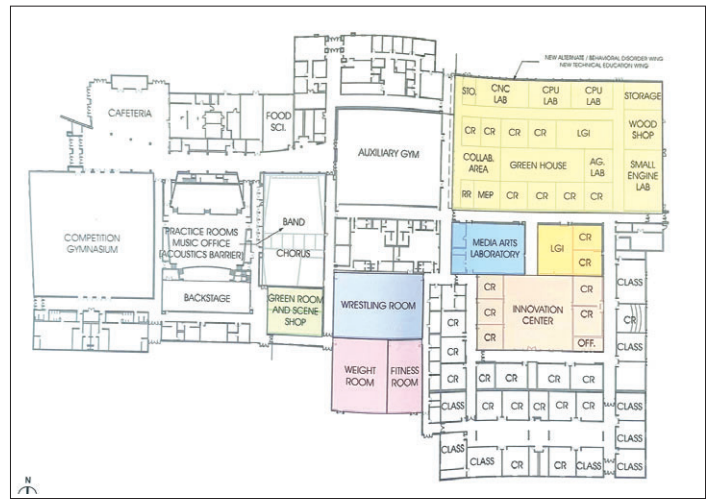 NEW ALTERNATE / BEHAVIORAL DISORDER WING
NEW TECHNICAL EDUCATION WING
CAFETERIA
FOOD
SCI.
AUXILIARY GYM
STO.
CNC
LAB
CPU
LAB
CPU
LAB
STORAGE
CR
CR
CR
CR
LGI
WOOD
SHOP
COLLAB.
AREA
GREEN HOUSE
AG.
LAB
SMALL
ENGINE
LAB
RR
MEP
CR
CR
CR
CR
COMPETITION
GYMNASIUM
PRACTICE ROOMS
MUSIC OFFICE
(ACOUSTICS BARRIER)
BAND
CHORUS
BACKSTAGE
GREEN ROOM
AND SCENE
SHOP
WRESTLING ROOM
WEIGHT
ROOM
FITNESS
ROOM
MEDIA ARTS
LABORATORY
LGI
CR
CR
CR
CR
CR
INNOVATION
CENTER
CR
CR
OFF.
CLASS
CR
CLASS
CR
CR
CR
CR
CR
CR
CR
CLASS
CLASS
CR
CR
CR
CR
CR
CLASS
CLASS
CLASS
CLASS
CR
CR
CLASS
CLASS
N